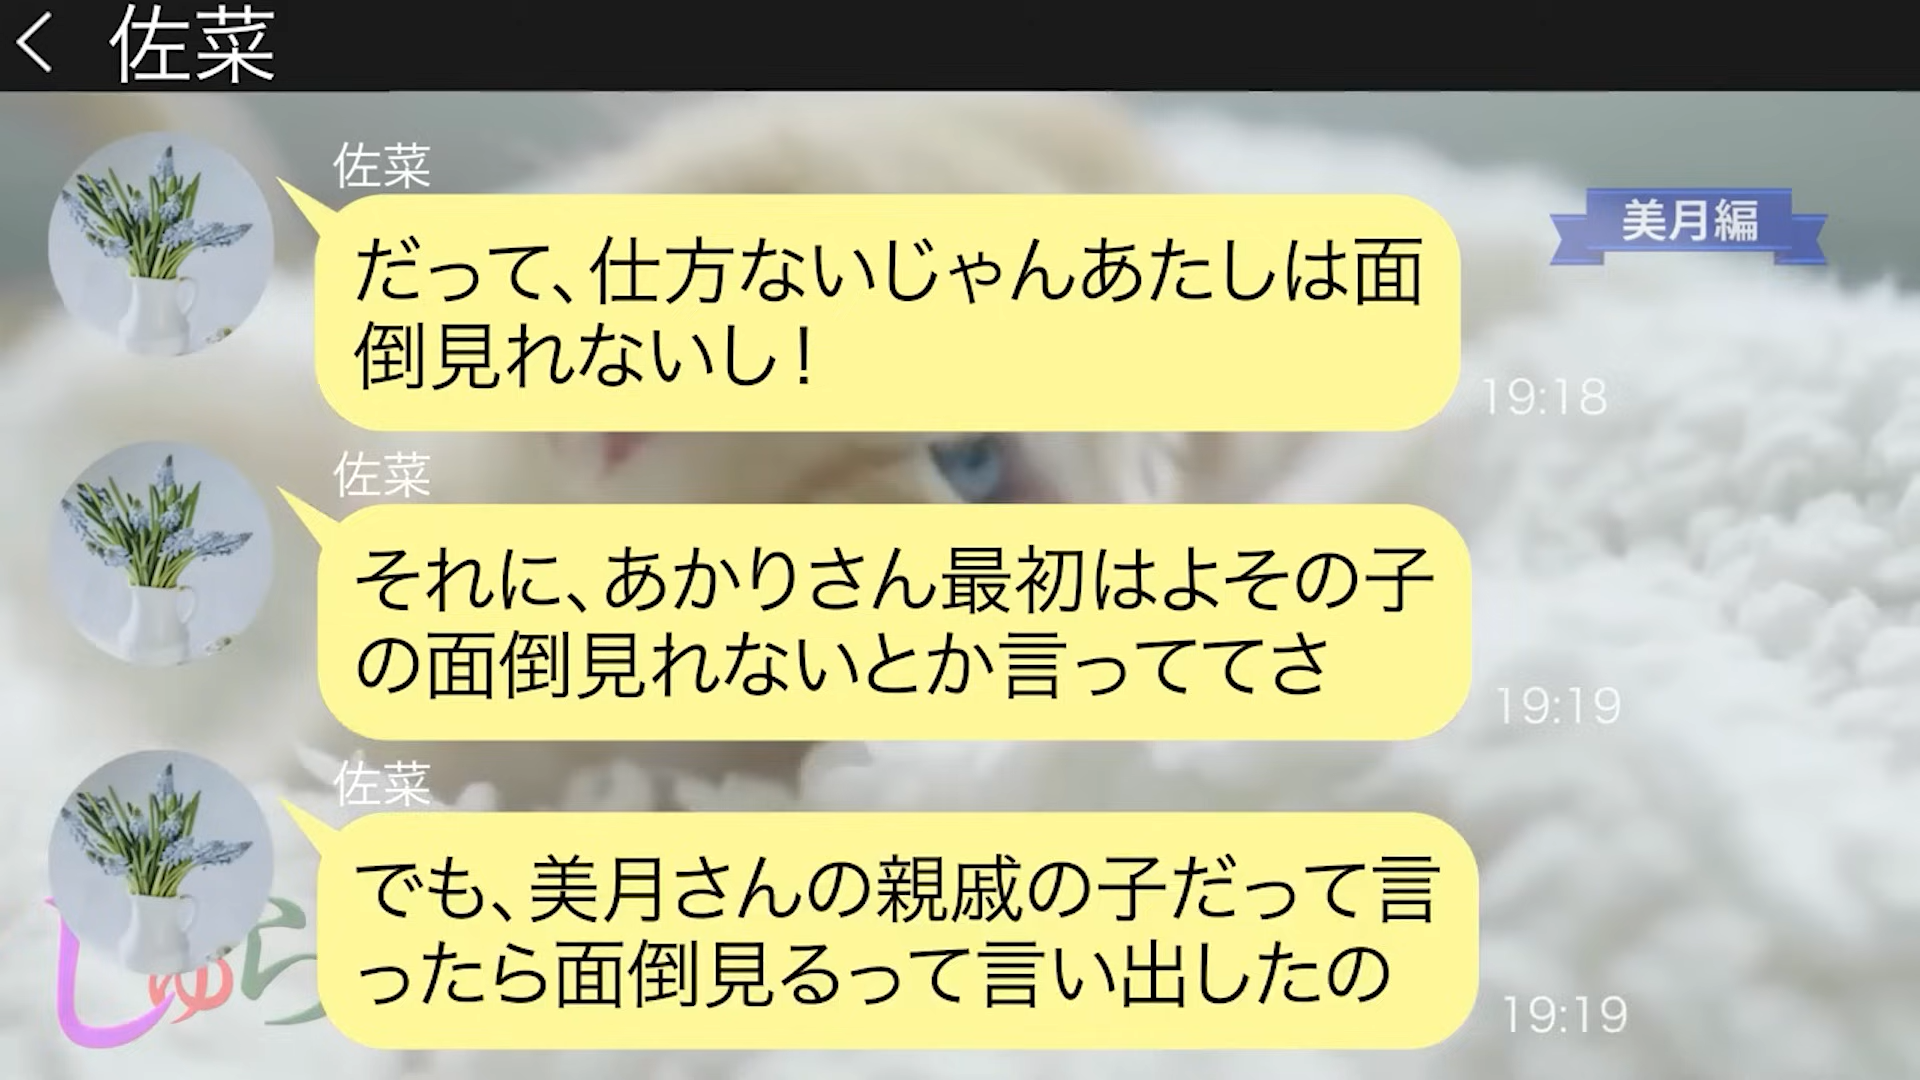 佐菜
佐菜
美月編
だって、仕方ないじゃんあたしは面
倒見れないし!
19:18
佐菜
それに、あかりさん最初はよその子
の面倒見れないとか言っててさ
19:19
佐菜
でも、美月さんの親戚の子だって言
ったら面倒見るって言い出したの
19:19
しゅら